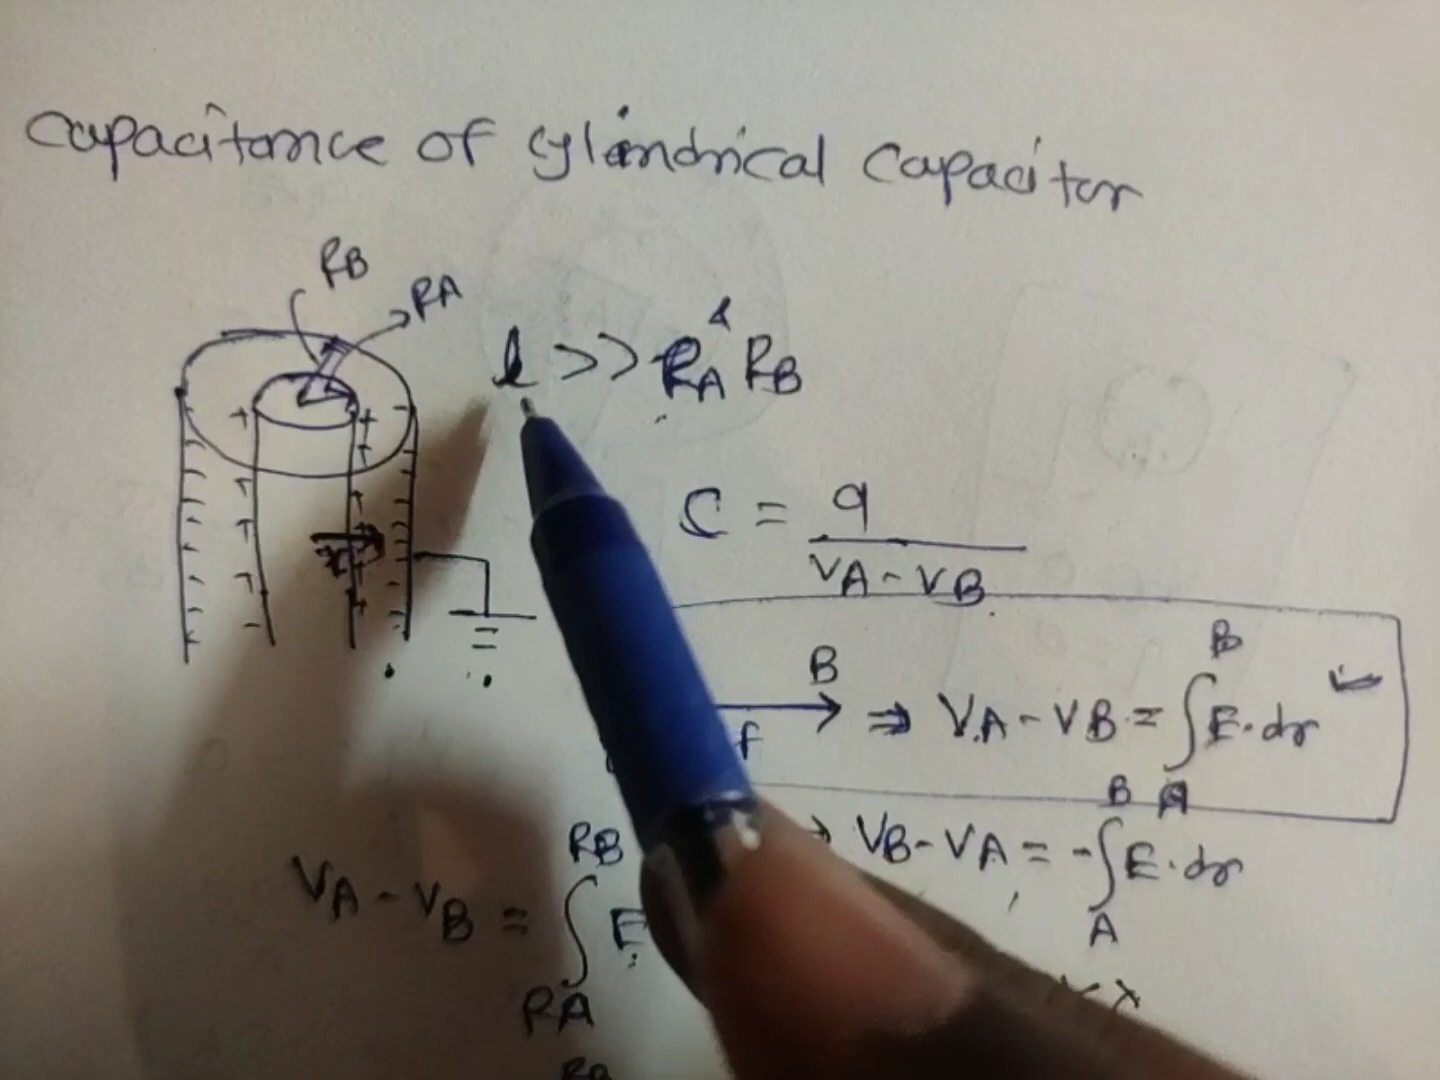 Capacitance of cylindrical Capacitor
RB
RA
l >> RA & RB
C = q / VA - VB
B
⇒ VA - VB = ∫ E. dr
B
A
VB - VA = - ∫ E. dr
B
A
VA - VB = ∫ E
RB
RA
RB